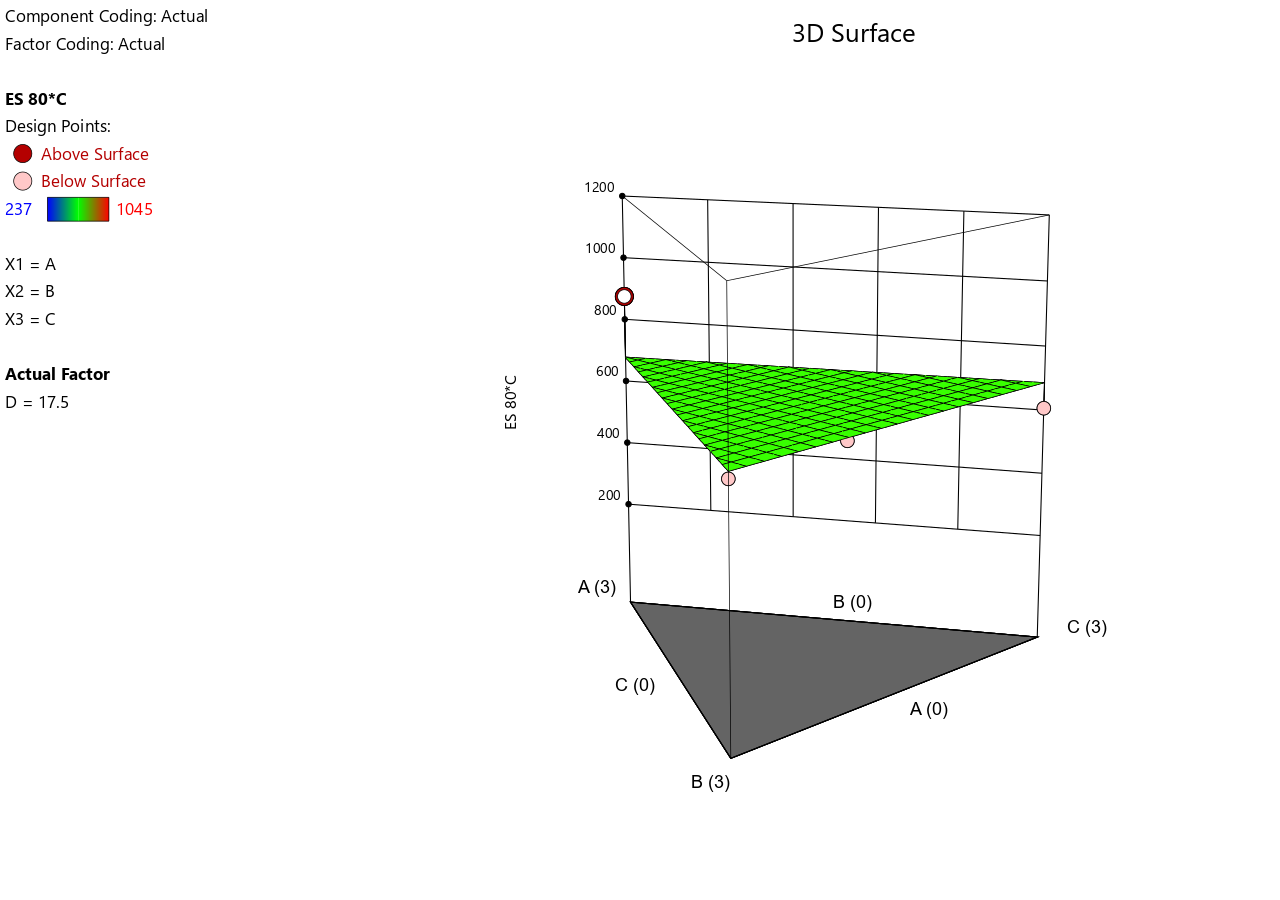 Component Coding: Actual
Factor Coding: Actual
ES 80*C
Design Points:
Above Surface
Below Surface
237 1045
X1 = A
X2 = B
X3 = C
Actual Factor
D = 17.5
3D Surface
1200
1000
800
600
400
200
ES 80*C
A (3)
B (0)
C (3)
C (0)
A (0)
B (3)